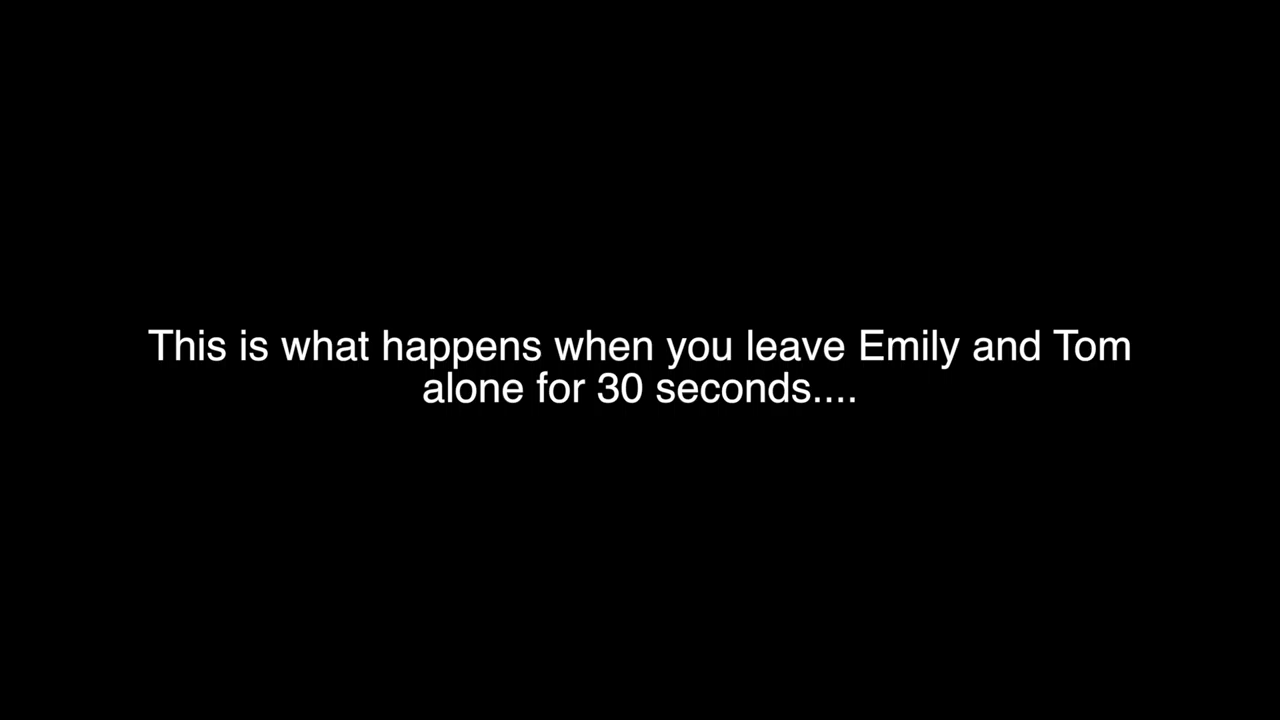 This is what happens when you leave Emily and Tom
alone for 30 seconds....